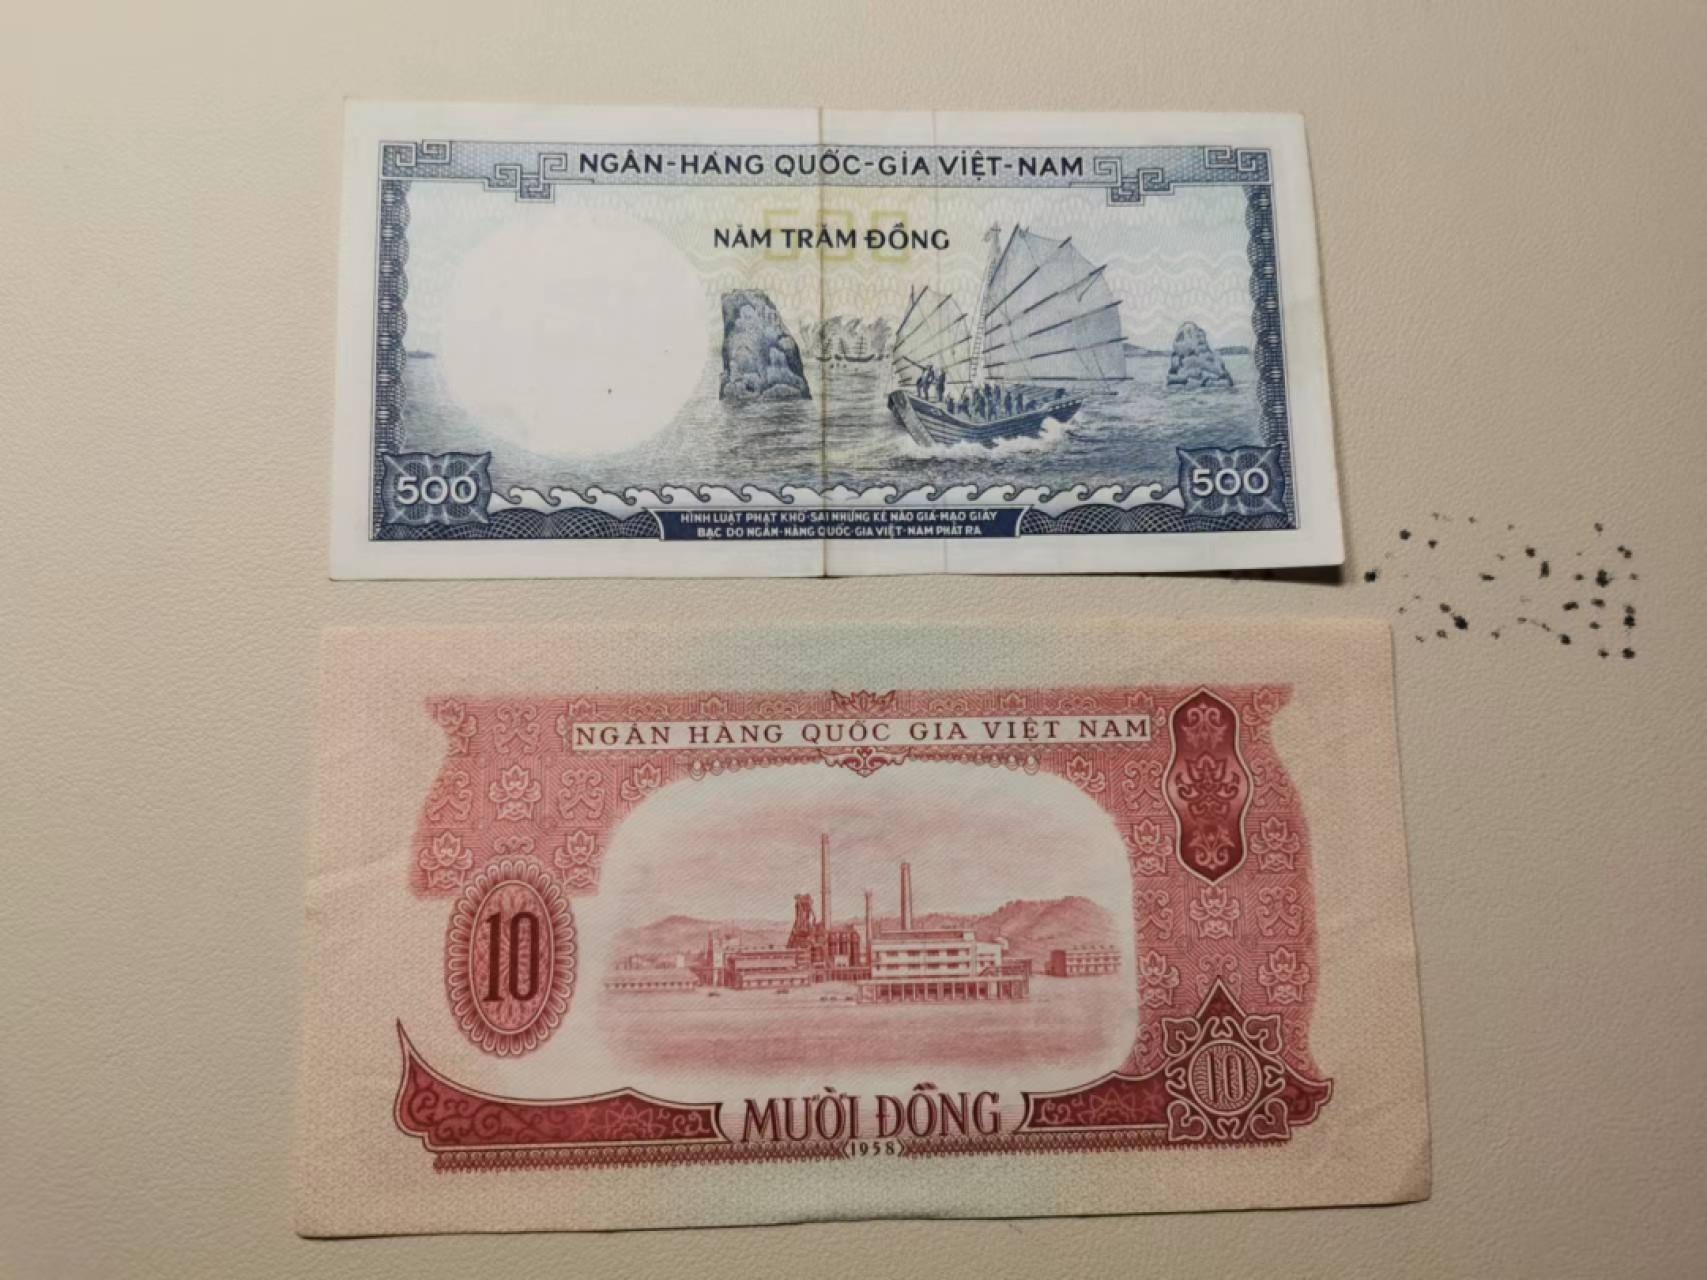 NGÂN-HÀNG QUỐC-GIA VIỆT-NAM
500
NĂM TRĂM ĐỒNG
500 500
HÌNH LUẬT PHẠT KHỔ-SAI NHỮNG KẺ NÀO GIẢ-MẠO GIẤY
BẠC DO NGÂN-HÀNG QUỐC-GIA VIỆT-NAM PHÁT RA
NGÂN HÀNG QUỐC GIA VIỆT NAM
10
10
MƯỜI ĐỒNG
1958